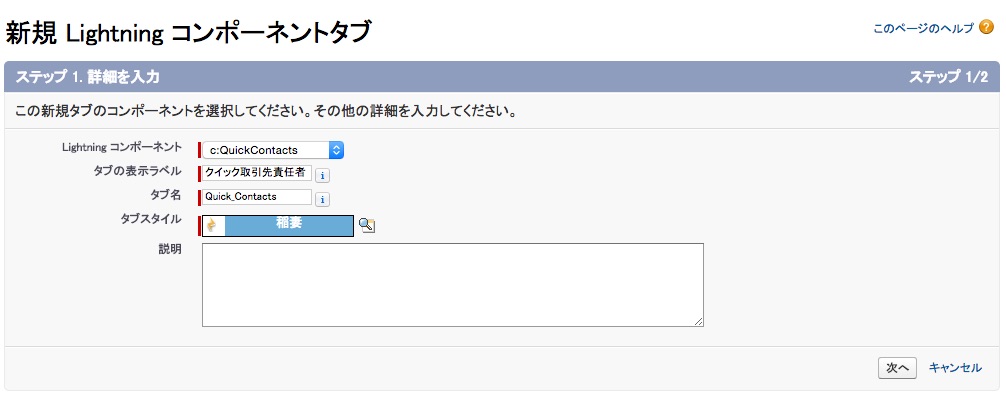 新規 Lightning コンポーネントタブ
このページのヘルプ ?
ステップ 1. 詳細を入力
ステップ 1/2
この新規タブのコンポーネントを選択してください。その他の詳細を入力してください。
Lightning コンポーネント
c:QuickContacts
タブの表示ラベル
クイック取引先責任者
i
タブ名
Quick_Contacts
i
タブスタイル
稲妻
説明
次へ
キャンセル